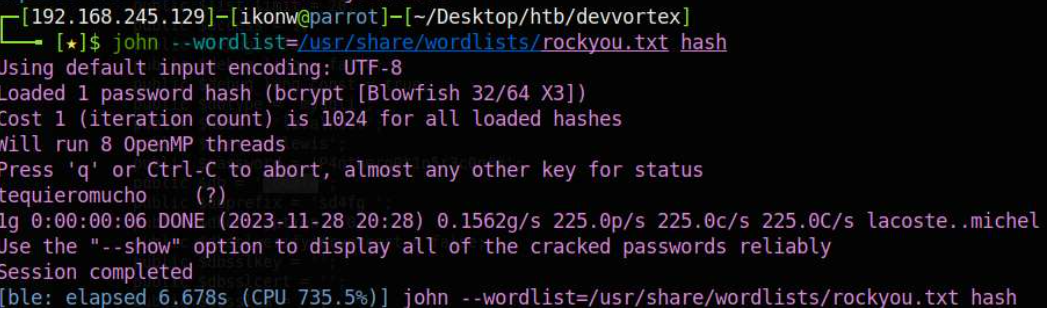 [192.168.245.129]─[ikonw@parrot]─[~/Desktop/htb/devvortex]
[★]$ john --wordlist=/usr/share/wordlists/rockyou.txt hash
Using default input encoding: UTF-8
Loaded 1 password hash (bcrypt [Blowfish 32/64 X3])
Cost 1 (iteration count) is 1024 for all loaded hashes
Will run 8 OpenMP threads
Press 'q' or Ctrl-C to abort, almost any other key for status
tequieromucho (?)
1g 0:00:00:06 DONE (2023-11-28 20:28) 0.1562g/s 225.0p/s 225.0c/s 225.0C/s lacoste..michel
Use the "--show" option to display all of the cracked passwords reliably
Session completed
[ble: elapsed 6.678s (CPU 735.5%)] john --wordlist=/usr/share/wordlists/rockyou.txt hash